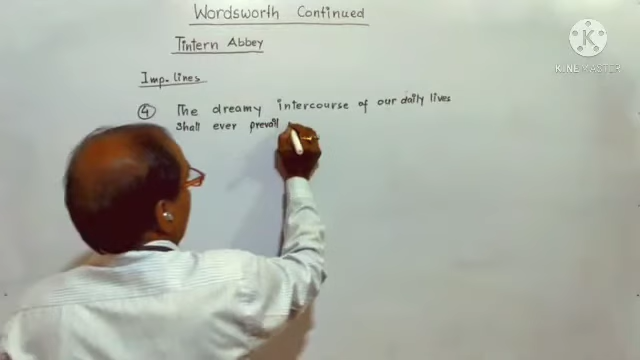 Wordsworth Continued
Tintern Abbey
Imp. lines
4 The dreamy intercourse of our daily lives
shall ever prevail
KINEMASTER